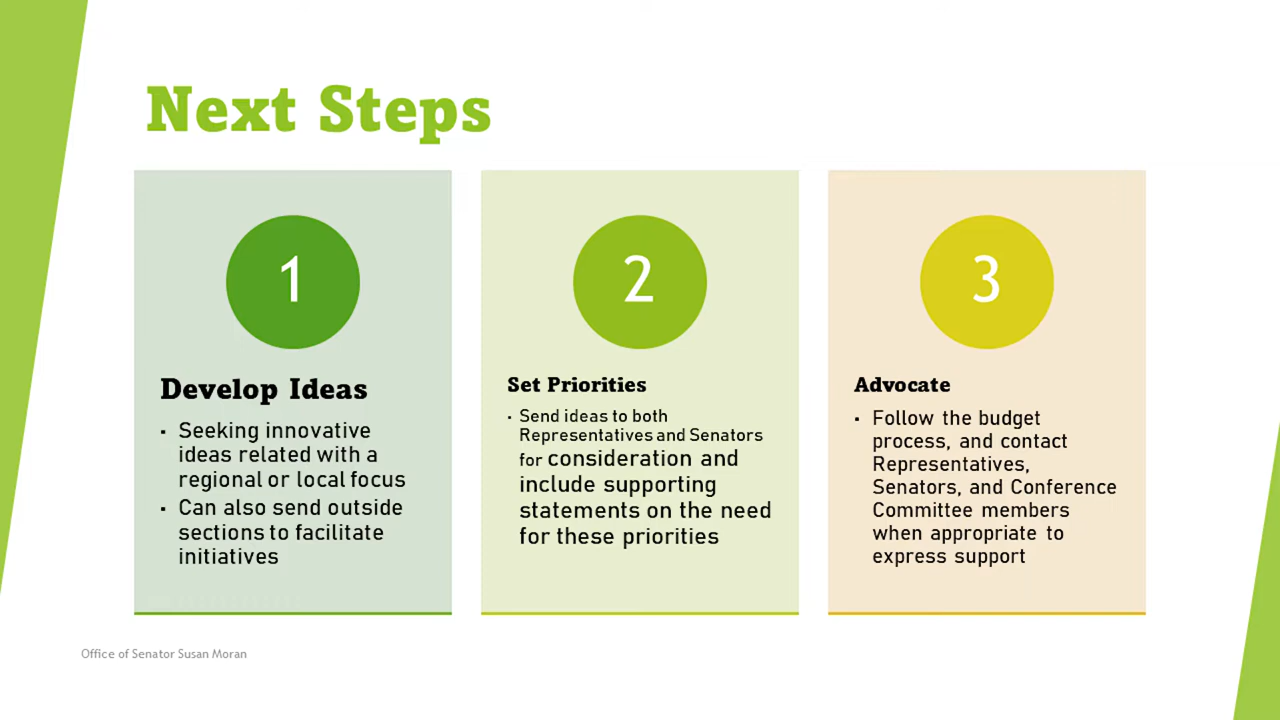 Next Steps
1
Develop Ideas
▪ Seeking innovative
ideas related with a
regional or local focus
▪ Can also send outside
sections to facilitate
initiatives
2
Set Priorities
▪ Send ideas to both
Representatives and Senators
for consideration and
include supporting
statements on the need
for these priorities
3
Advocate
▪ Follow the budget
process, and contact
Representatives,
Senators, and Conference
Committee members
when appropriate to
express support
Office of Senator Susan Moran